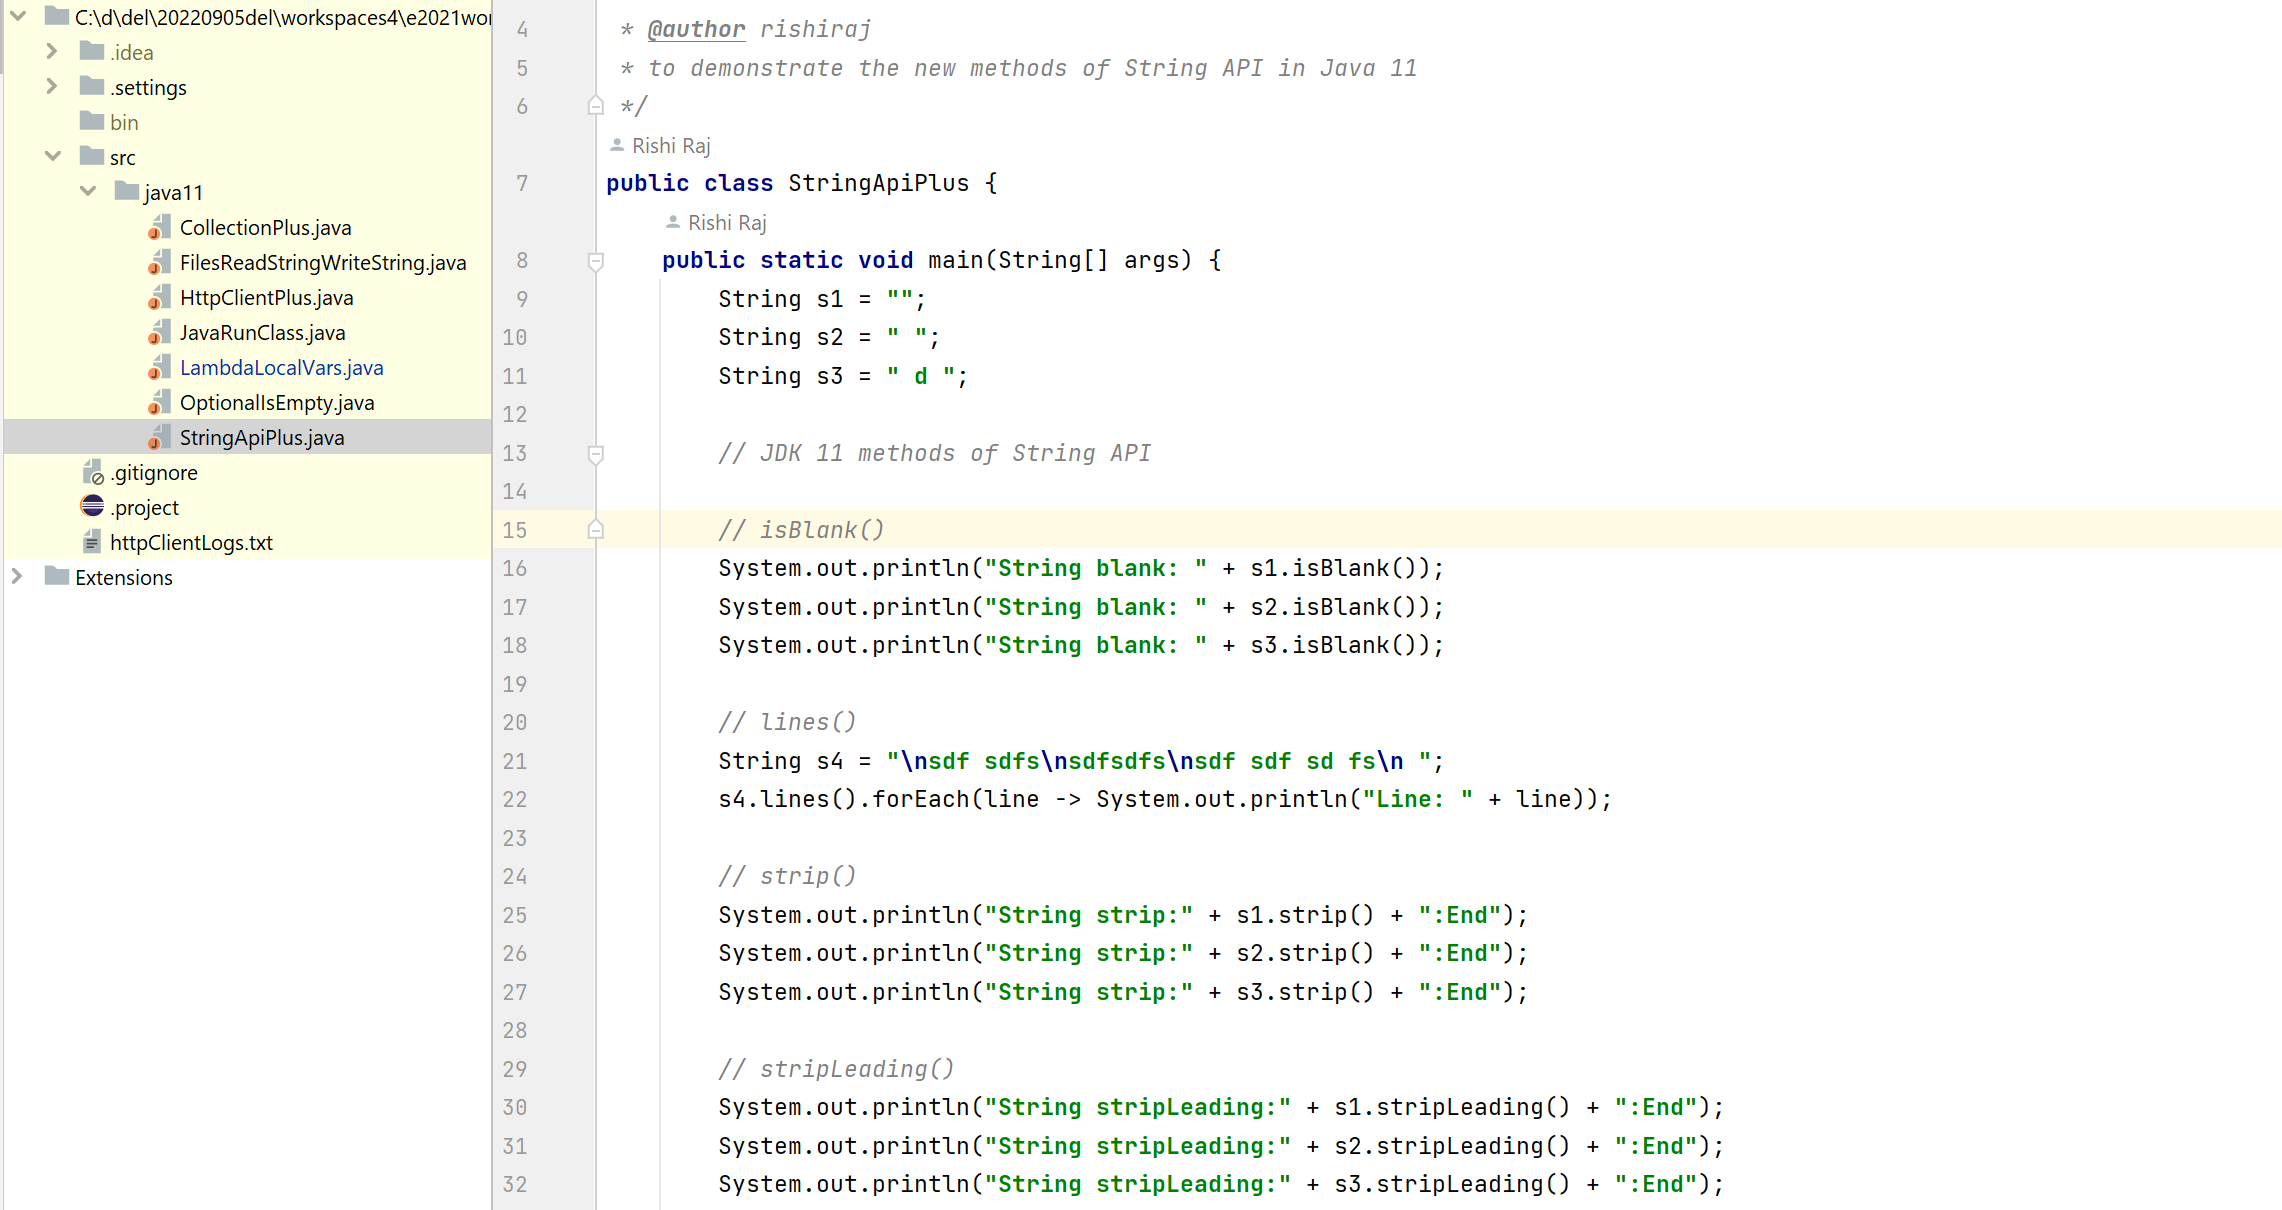 C:\d\del\20220905del\workspaces4\e2021wor
.idea
.settings
bin
src
java11
CollectionPlus.java
FilesReadStringWriteString.java
HttpClientPlus.java
JavaRunClass.java
LambdaLocalVars.java
OptionalIsEmpty.java
StringApiPlus.java
.gitignore
.project
httpClientLogs.txt
Extensions
4 * @author rishiraj
5 * to demonstrate the new methods of String API in Java 11
6 */
Rishi Raj
7 public class StringApiPlus {
Rishi Raj
8 public static void main(String[] args) {
9 String s1 = "";
10 String s2 = " ";
11 String s3 = " d ";
12
13 // JDK 11 methods of String API
14
15 // isBlank()
16 System.out.println("String blank: " + s1.isBlank());
17 System.out.println("String blank: " + s2.isBlank());
18 System.out.println("String blank: " + s3.isBlank());
19
20 // lines()
21 String s4 = "\nsdf sdfs\nsdfsdfs\nsdf sdf sd fs\n ";
22 s4.lines().forEach(line -> System.out.println("Line: " + line));
23
24 // strip()
25 System.out.println("String strip:" + s1.strip() + ":End");
26 System.out.println("String strip:" + s2.strip() + ":End");
27 System.out.println("String strip:" + s3.strip() + ":End");
28
29 // stripLeading()
30 System.out.println("String stripLeading:" + s1.stripLeading() + ":End");
31 System.out.println("String stripLeading:" + s2.stripLeading() + ":End");
32 System.out.println("String stripLeading:" + s3.stripLeading() + ":End");